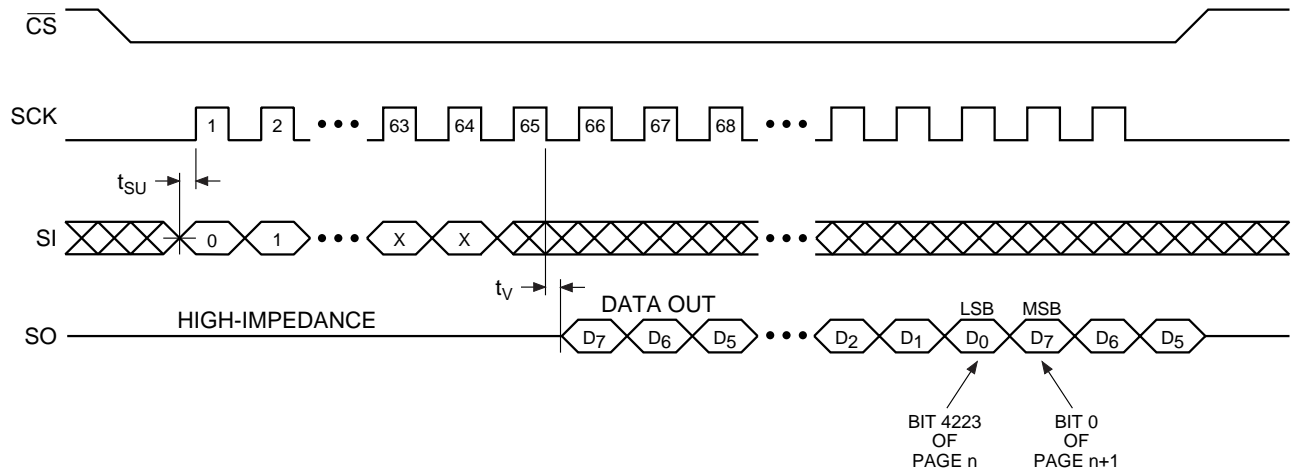 CS
SCK
1 2 ••• 63 64 65 66 67 68 •••
tSU
SI
0 1 ••• X X •••
tV
DATA OUT
LSB MSB
HIGH-IMPEDANCE
SO
D7 D6 D5 ••• D2 D1 D0 D7 D6 D5
BIT 4223
OF
PAGE n
BIT 0
OF
PAGE n+1